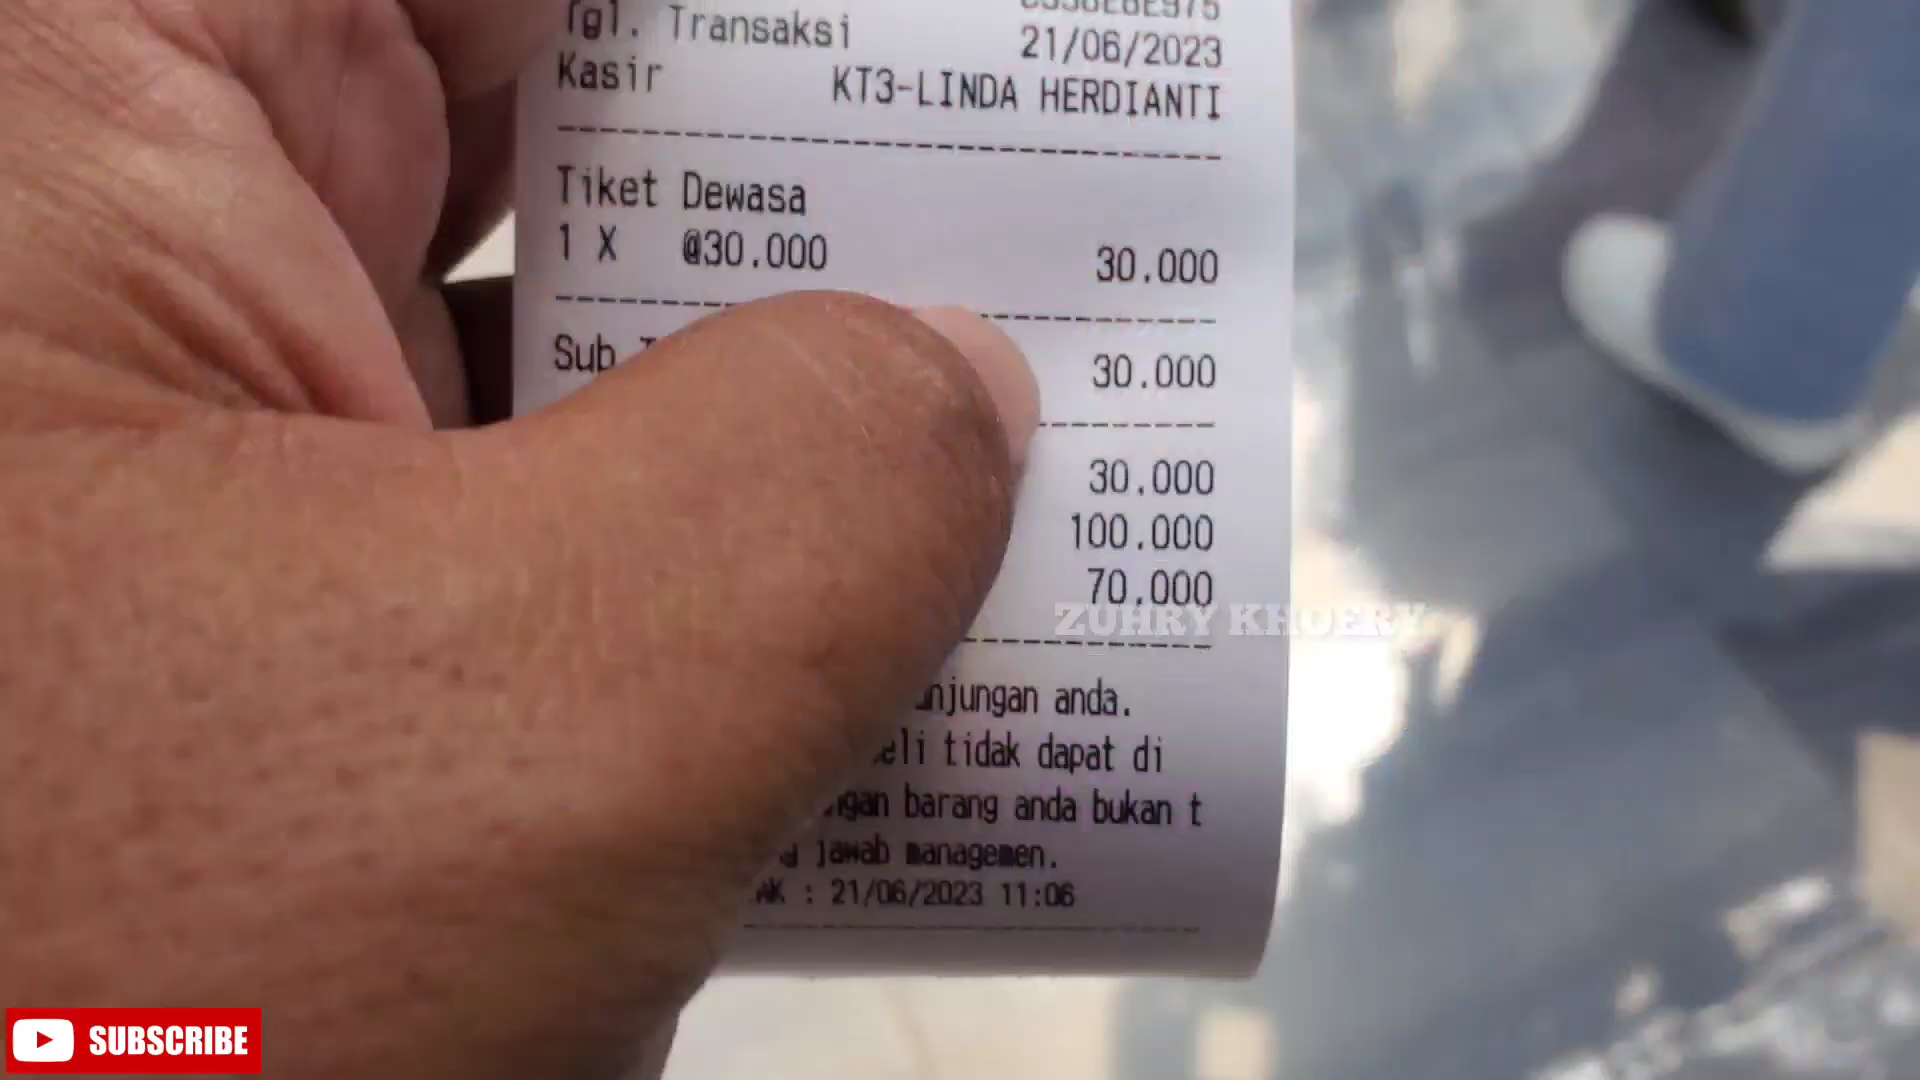 Tgl. Transaksi 21/06/2023
Kasir KT3-LINDA HERDIANTI
Tiket Dewasa
1 X @30.000 30.000
Sub 30.000
30.000
100.000
70.000
ZUHRY KHOERY
anda.
tidak dapat di
barang anda bukan t
jawab managemen.
: 21/06/2023 11:06
SUBSCRIBE